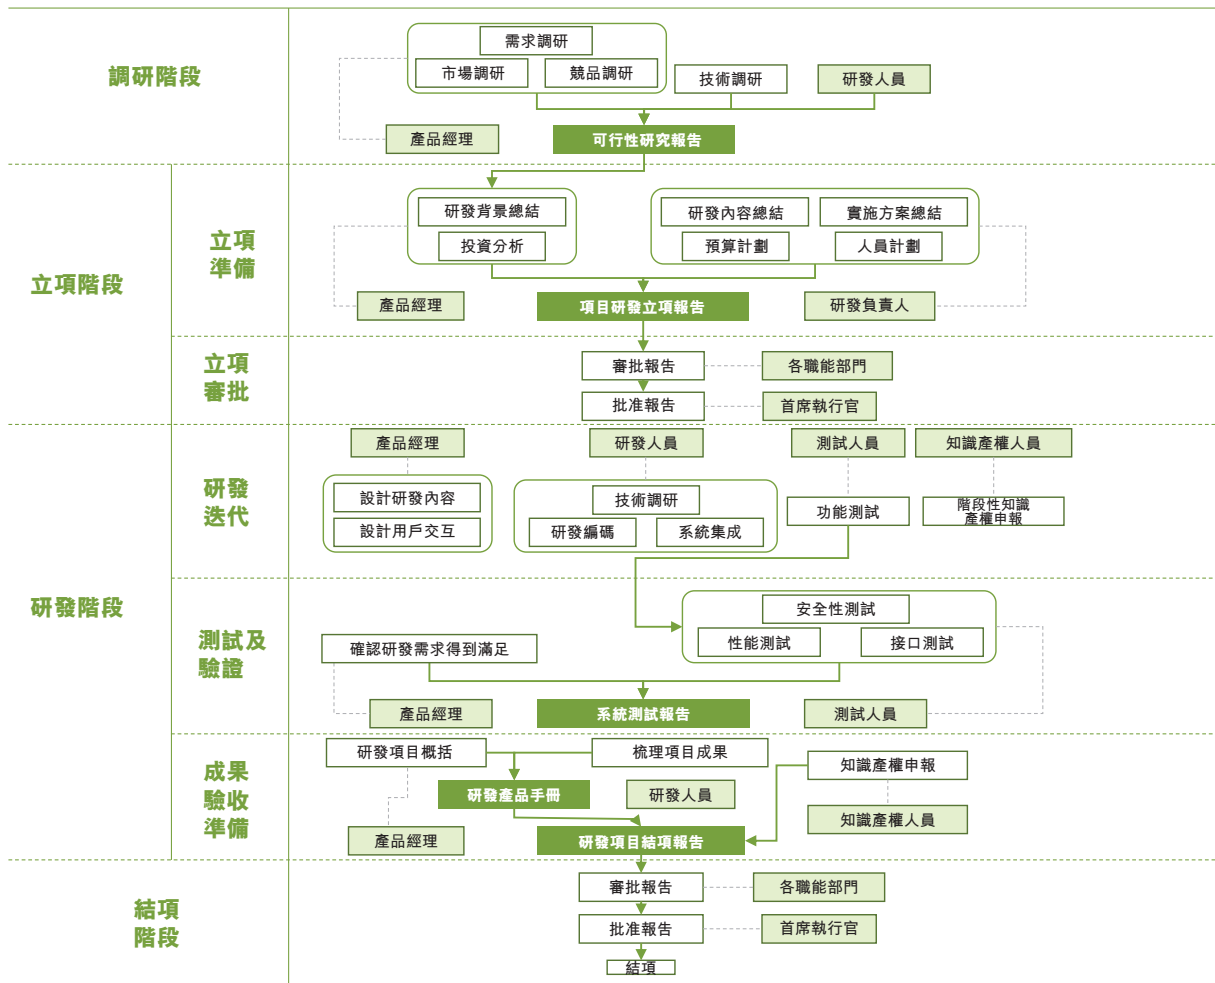 調研階段
需求調研
市場調研
競品調研
技術調研
研發人員
產品經理
可行性研究報告
立項階段
立項
準備
研發背景總結
投資分析
研發內容總結
實施方案總結
預算計劃
人員計劃
產品經理
項目研發立項報告
研發負責人
立項
審批
審批報告
各職能部門
批准報告
首席執行官
研發階段
研發
迭代
產品經理
研發人員
測試人員
知識產權人員
設計研發內容
設計用戶交互
技術調研
研發編碼
系統集成
功能測試
階段性知識
產權申報
測試及
驗證
安全性測試
性能測試
接口測試
確認研發需求得到滿足
產品經理
系統測試報告
測試人員
成果
驗收
準備
研發項目概括
梳理項目成果
知識產權申報
研發產品手冊
研發人員
知識產權人員
產品經理
研發項目結項報告
結項
階段
審批報告
各職能部門
批准報告
首席執行官
結項